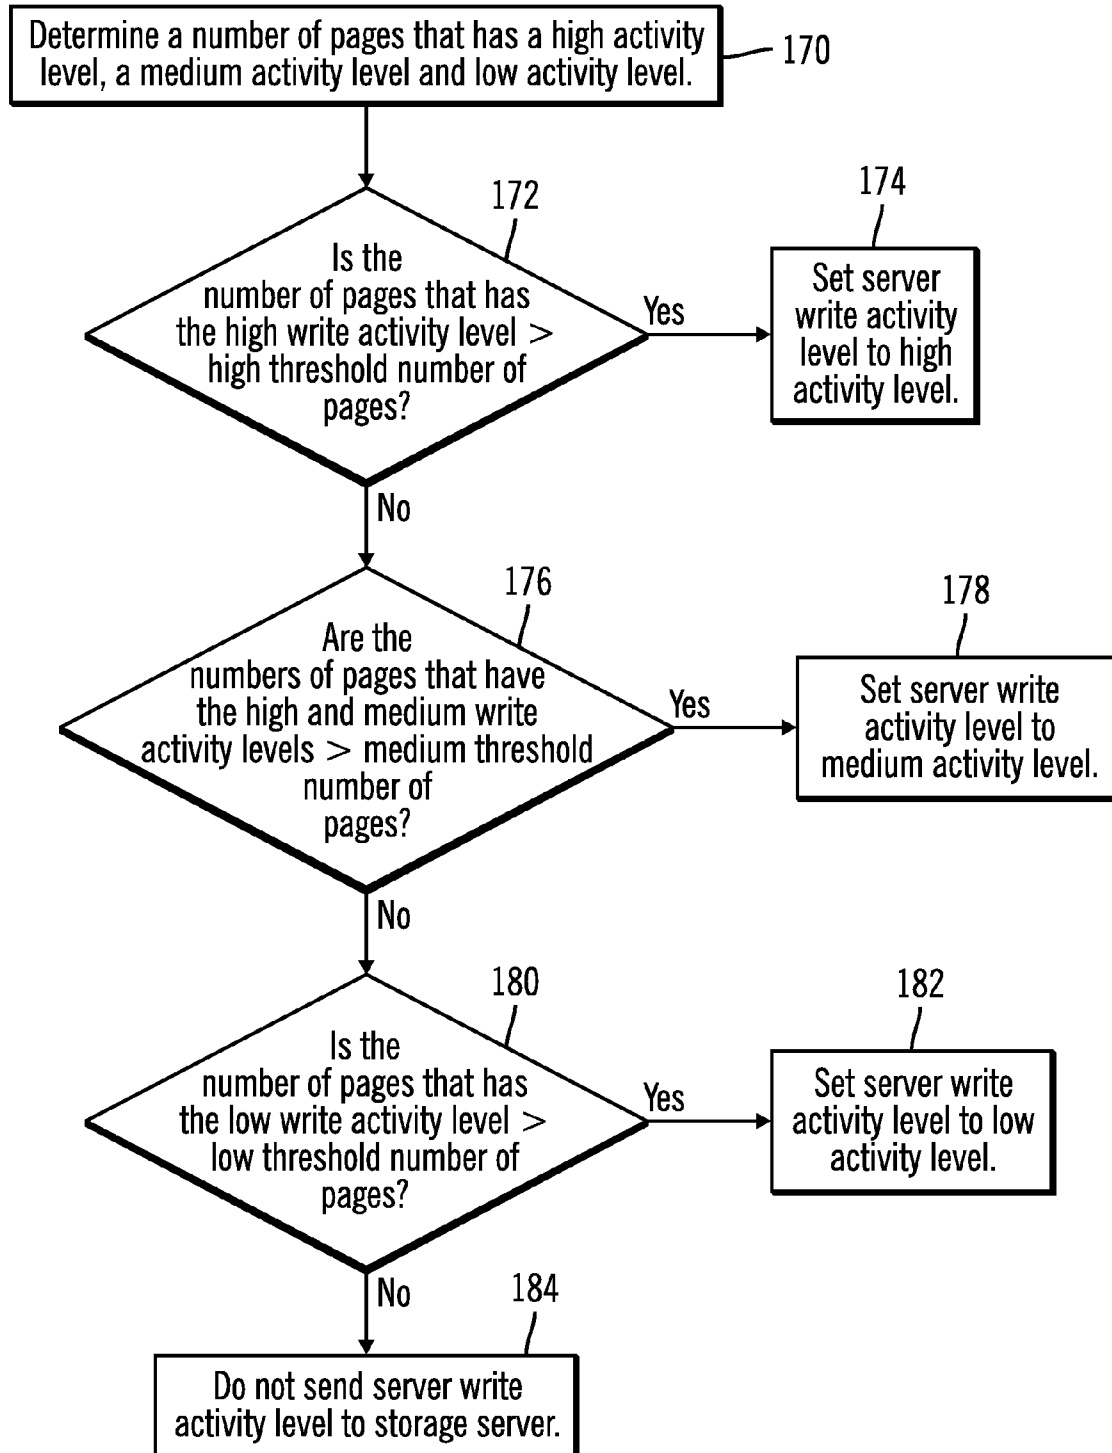 Determine a number of pages that has a high activity
level, a medium activity level and low activity level.
170
172
Is the
number of pages that has
the high write activity level >
high threshold number of
pages?
Yes
174
Set server
write activity
level to high
activity level.
No
176
Are the
numbers of pages that have
the high and medium write
activity levels > medium threshold
number of
pages?
Yes
178
Set server write
activity level to
medium activity level.
No
180
Is the
number of pages that has
the low write activity level >
low threshold number of
pages?
Yes
182
Set server write
activity level to low
activity level.
No
184
Do not send server write
activity level to storage server.